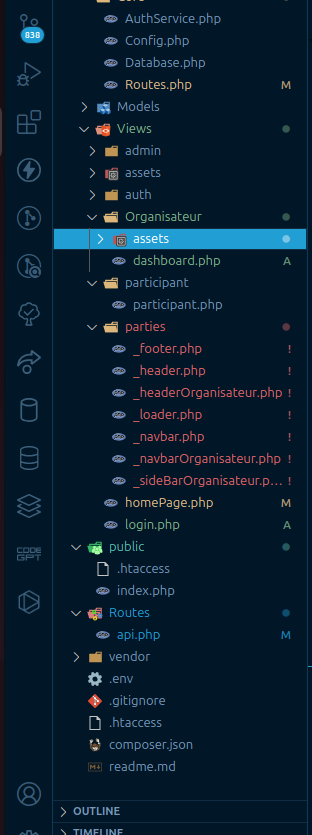 AuthService.php
838
Config.php
Database.php
Routes.php M
Models
Views
admin
assets
auth
Organisateur
assets
dashboard.php A
participant
participant.php
parties
_footer.php !
_header.php !
_headerOrganisateur.php !
_loader.php !
_navbar.php !
_navbarOrganisateur.php !
_sideBarOrganisateur.p... !
homePage.php M
login.php A
public
CODE
GPT
.htaccess
index.php
Routes
api.php M
vendor
.env
.gitignore
.htaccess
composer.json
readme.md
OUTLINE
TIMELINE